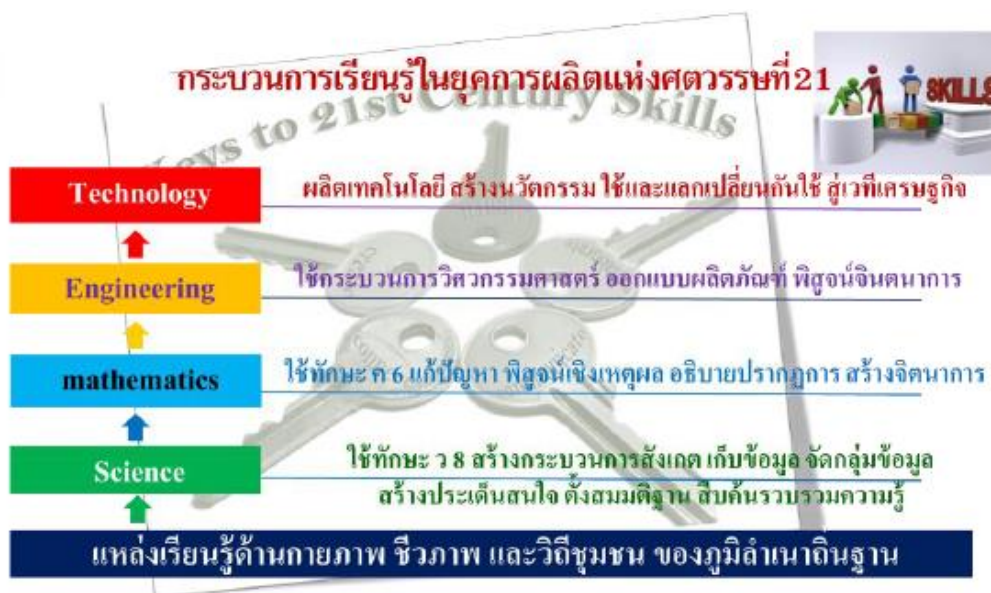 กระบวนการเรียนรู้ในยุคการผลิตแห่งศตวรรษที่21
Keys to 21st Century Skills
SKILLS
Technology
ผลิตเทคโนโลยี สร้างนวัตกรรม ใช้และแลกเปลี่ยนกันใช้ สู่เวทีเศรษฐกิจ
Engineering
ใช้กระบวนการวิศวกรรมศาสตร์ ออกแบบผลิตภัณฑ์ พิสูจน์จินตนาการ
mathematics
ใช้ทักษะ ค 6 แก้ปัญหา พิสูจน์เชิงเหตุผล อธิบายปรากฏการ สร้างจิตนาการ
Science
ใช้ทักษะ ว 8 สร้างกระบวนการสังเกต เก็บข้อมูล จัดกลุ่มข้อมูล
สร้างประเด็นสนใจ ตั้งสมมติฐาน สืบค้นรวบรวมความรู้
แหล่งเรียนรู้ด้านกายภาพ ชีวภาพ และวิถีชุมชน ของภูมิลำเนาถิ่นฐาน